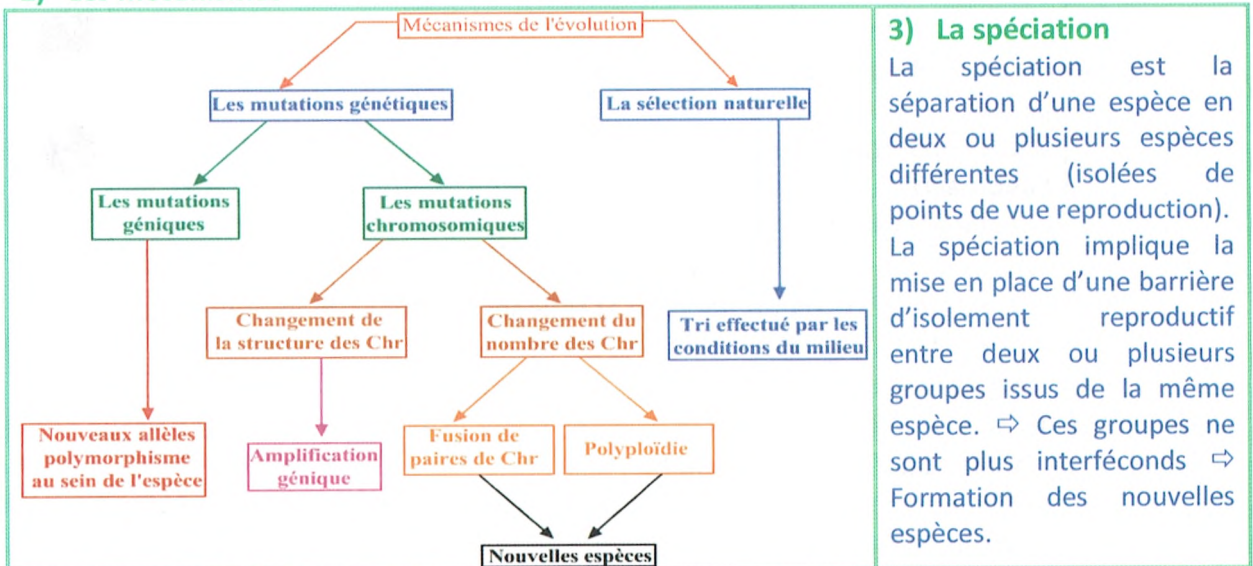 Mécanismes de l'évolution
Les mutations génétiques
La sélection naturelle
Les mutations
géniques
Les mutations
chromosomiques
Changement de
la structure des Chr
Changement du
nombre des Chr
Tri effectué par les
conditions du milieu
Nouveaux allèles
polymorphisme
au sein de l'espèce
Amplification
génique
Fusion de
paires de Chr
Polyploïdie
Nouvelles espèces
3) La spéciation
La spéciation est la
séparation d'une espèce en
deux ou plusieurs espèces
différentes (isolées de
points de vue reproduction).
La spéciation implique la
mise en place d'une barrière
d'isolement reproductif
entre deux ou plusieurs
groupes issus de la même
espèce. ⇨ Ces groupes ne
sont plus interféconds ⇨
Formation des nouvelles
espèces.